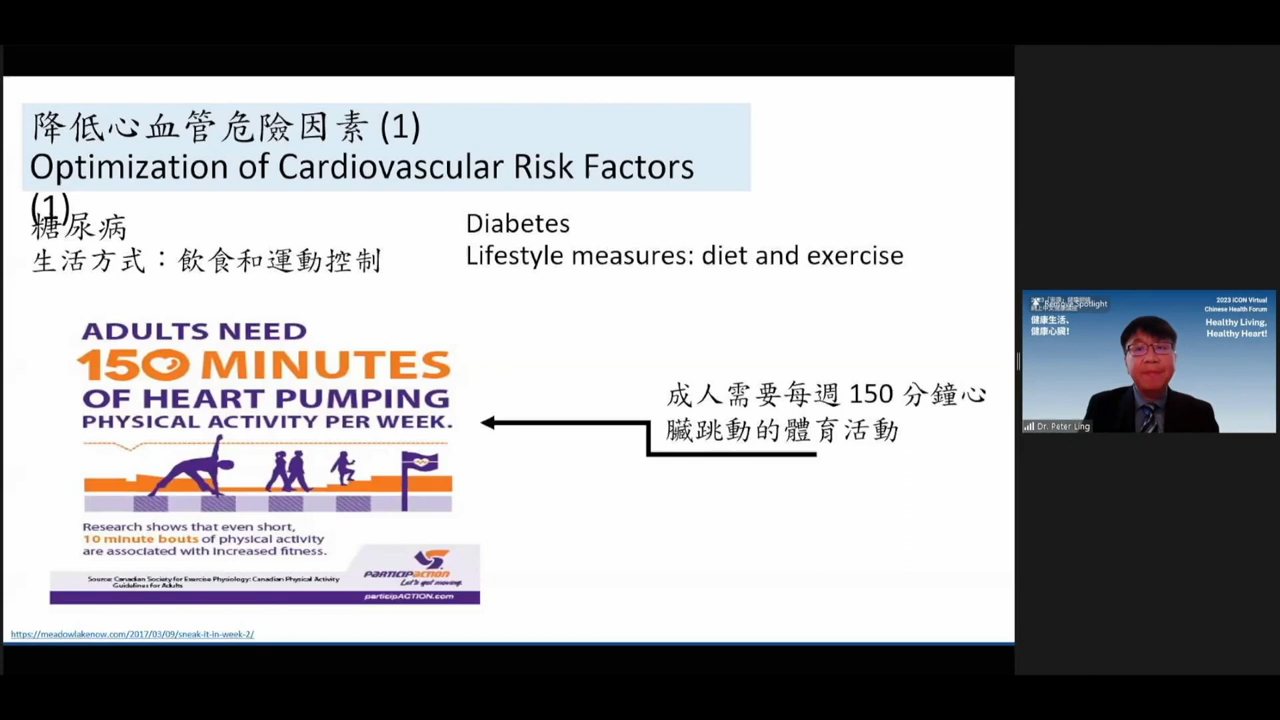 降低心血管危險因素 (1)
Optimization of Cardiovascular Risk Factors
(1)
糖尿病
生活方式：飲食和運動控制
Diabetes
Lifestyle measures: diet and exercise
ADULTS NEED
150 MINUTES
OF HEART PUMPING
PHYSICAL ACTIVITY PER WEEK.
成人需要每週 150 分鐘心
臟跳動的體育活動
Research shows that even short,
10 minute bouts of physical activity
are associated with increased fitness.
Source: Canadian Society for Exercise Physiology: Canadian Physical Activity
Guidelines for Adults
PARTICIPACTION
Let's get moving.
participACTION.com
https://meadowlakenow.com/2017/03/09/sneak-it-in-week-2/
Remove Spotlight
健康生活、
健康心臟!
2023 iCON Virtual
Chinese Health Forum
Healthy Living,
Healthy Heart!
Dr. Peter Ling